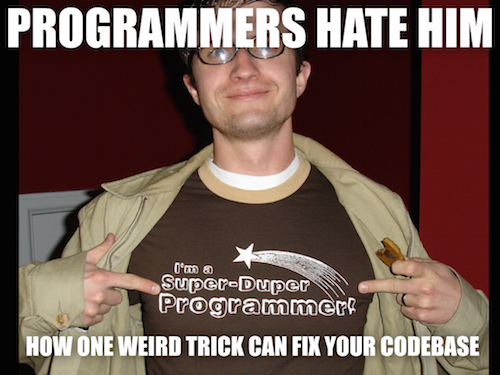 PROGRAMMERS HATE HIM
I'm a
Super-Duper
Programmer!
HOW ONE WEIRD TRICK CAN FIX YOUR CODEBASE